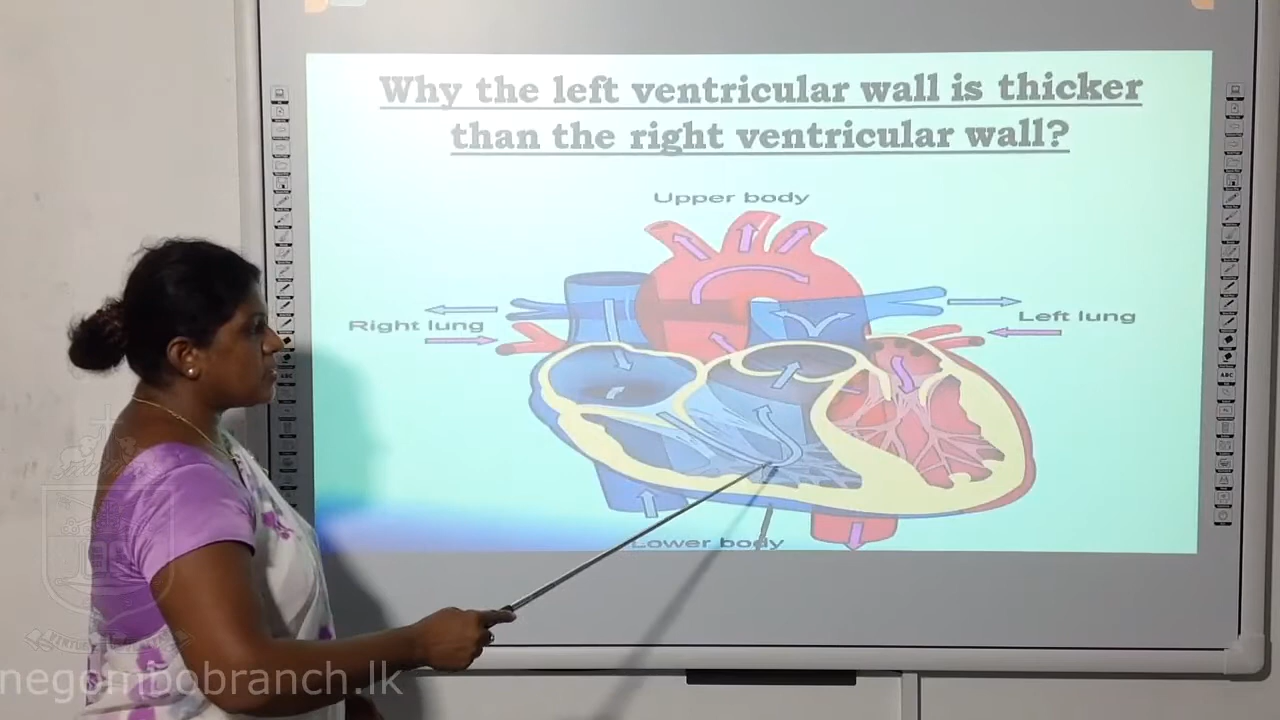 Why the left ventricular wall is thicker
than the right ventricular wall?
Upper body
Right lung
Left lung
Lower body
negombobranch.lk